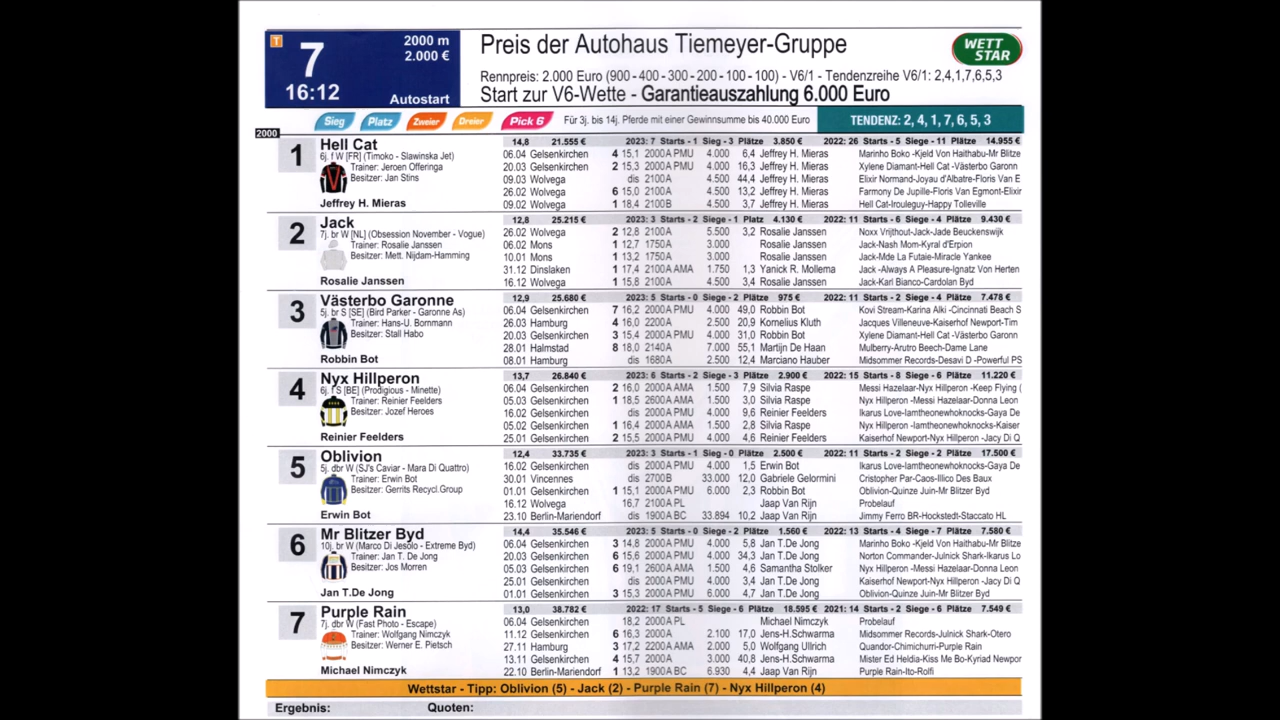 T
7
16:12
2000 m
2.000 €
Autostart
Preis der Autohaus Tiemeyer-Gruppe
WETT STAR
Rennpreis: 2.000 Euro (900 - 400 - 300 - 200 - 100 - 100) - V6/1 - Tendenzreihe V6/1: 2,4,1,7,6,5,3
Start zur V6-Wette - Garantieauszahlung 6.000 Euro
Sieg Platz Zweier Dreier Pick 6 Für 3j. bis 14j. Pferde mit einer Gewinnsumme bis 40.000 Euro TENDENZ: 2, 4, 1, 7, 6, 5, 3
2000
1 Hell Cat 14,8 21.555 € 2023: 7 Starts - 1 Sieg - 3 Plätze 3.850 € 2022: 26 Starts - 5 Siege - 11 Plätze 14.955 €
6j. f W [FR] (Timoko - Slawinska Jet) 06.04 Gelsenkirchen 4 15,1 2000A PMU 4.000 6,4 Jeffrey H. Mieras Marinho Boko -Kjeld Von Haithabu-Mr Blitze
Trainer: Jeroen Offeringa 20.03 Gelsenkirchen 2 15,3 2000A PMU 4.000 16,3 Jeffrey H. Mieras Xylene Diamant-Hell Cat -Västerbo Garonn
Besitzer: Jan Stins 09.03 Wolvega dis 2100A 4.500 44,4 Jeffrey H. Mieras Elixir Normand-Joyau d'Albatre-Floris Van E
26.02 Wolvega 6 15,0 2100A 4.500 13,2 Jeffrey H. Mieras Farmony De Jupille-Floris Van Egmont-Elixir
Jeffrey H. Mieras 09.02 Wolvega 1 18,4 2100B 4.500 3,7 Jeffrey H. Mieras Hell Cat-Irouleguy-Happy Tolleville
2 Jack 12,8 25.215 € 2023: 3 Starts - 2 Siege - 1 Platz 4.130 € 2022: 11 Starts - 6 Siege - 4 Plätze 9.430 €
7j. br W [NL] (Obsession November - Vogue) 26.02 Wolvega 2 12,8 2100A 5.500 3,2 Rosalie Janssen Noxx Vrijthout-Jack-Jade Beuckenswijk
Trainer: Rosalie Janssen 06.02 Mons 1 12,7 1750A 3.000 Rosalie Janssen Jack-Nash Mom-Kyral d'Erpion
Besitzer: Mett. Nijdam-Hamming 10.01 Mons 1 13,2 1750A 3.000 Rosalie Janssen Jack-Mde La Futaie-Miracle Yankee
31.12 Dinslaken 1 17,4 2100A AMA 1.750 1,3 Yanick R. Mollema Jack -Always A Pleasure-Ignatz Von Herten
Rosalie Janssen 16.12 Wolvega 1 15,8 2100A 4.500 3,4 Rosalie Janssen Jack-Karl Bianco-Cardolan Byd
3 Västerbo Garonne 12,9 25.680 € 2023: 5 Starts - 0 Siege - 2 Plätze 975 € 2022: 11 Starts - 2 Siege - 4 Plätze 7.478 €
5j. br S [SE] (Bird Parker - Garonne As) 06.04 Gelsenkirchen 7 16,2 2000A PMU 4.000 49,0 Robbin Bot Kovi Stream-Karina Alki -Cincinnati Beach S
Trainer: Hans-U. Bornmann 26.03 Hamburg 4 16,0 2200A 2.500 20,9 Kornelius Kluth Jacques Villeneuve-Kaiserhof Newport-Tim
Besitzer: Stall Habo 20.03 Gelsenkirchen 3 15,4 2000A PMU 4.000 31,0 Robbin Bot Xylene Diamant-Hell Cat -Västerbo Garonn
28.01 Halmstad 8 18,0 2140A 7.000 55,1 Martijn De Haan Mulberry-Arutro Beech-Dame Lane
Robbin Bot 08.01 Hamburg dis 1680A 2.500 12,4 Marciano Hauber Midsommer Records-Desavi D -Powerful PS
4 Nyx Hillperon 13,7 26.840 € 2023: 6 Starts - 2 Siege - 3 Plätze 2.900 € 2022: 15 Starts - 8 Siege - 6 Plätze 11.220 €
6j. f S [BE] (Prodigious - Minette) 06.04 Gelsenkirchen 2 16,0 2000A AMA 1.500 7,9 Silvia Raspe Messi Hazelaar-Nyx Hillperon -Keep Flying (
Trainer: Reinier Feelders 05.03 Gelsenkirchen 1 18,5 2600A AMA 1.500 3,0 Silvia Raspe Nyx Hillperon -Messi Hazelaar-Donna Leon
Besitzer: Jozef Heroes 16.02 Gelsenkirchen dis 2000A PMU 4.000 9,6 Reinier Feelders Ikarus Love-Iamtheonewhoknocks-Gaya De
05.02 Gelsenkirchen 1 16,4 2000A AMA 1.500 2,8 Silvia Raspe Nyx Hillperon -Iamtheonewhoknocks-Kaiser
Reinier Feelders 25.01 Gelsenkirchen 2 15,5 2000A PMU 4.000 4,6 Reinier Feelders Kaiserhof Newport-Nyx Hillperon -Jacy Di Q
5 Oblivion 12,4 33.735 € 2023: 3 Starts - 1 Sieg - 0 Plätze 2.500 € 2022: 11 Starts - 2 Siege - 2 Plätze 17.500 €
5j. dbr W (SJ's Caviar - Mara Di Quattro) 16.02 Gelsenkirchen dis 2000A PMU 4.000 1,5 Erwin Bot Ikarus Love-Iamtheonewhoknocks-Gaya De
Trainer: Erwin Bot 30.01 Vincennes dis 2700B 33.000 12,0 Gabriele Gelormini Cristopher Par-Caos-Illico Des Baux
Besitzer: Gerrits Recycl.Group 01.01 Gelsenkirchen 1 15,1 2000A PMU 6.000 2,3 Robbin Bot Oblivion-Quinze Juin-Mr Blitzer Byd
16.12 Wolvega 16,7 2100A PL Jaap Van Rijn Probelauf
Erwin Bot 23.10 Berlin-Mariendorf dis 1900A BC 33.894 10,2 Jaap Van Rijn Jimmy Ferro BR-Hockstedt-Staccato HL
6 Mr Blitzer Byd 14,4 35.546 € 2023: 5 Starts - 0 Siege - 2 Plätze 1.560 € 2022: 13 Starts - 4 Siege - 7 Plätze 7.580 €
10j. br W (Marco Di Jesolo - Extreme Byd) 06.04 Gelsenkirchen 3 14,8 2000A PMU 4.000 5,8 Jan T.De Jong Marinho Boko -Kjeld Von Haithabu-Mr Blitze
Trainer: Jan T. De Jong 20.03 Gelsenkirchen 6 15,6 2000A PMU 4.000 34,3 Jan T.De Jong Norton Commander-Julnick Shark-Ikarus Lo
Besitzer: Jos Morren 05.03 Gelsenkirchen 6 19,1 2600A AMA 1.500 4,6 Samantha Stolker Nyx Hillperon -Messi Hazelaar-Donna Leon
25.01 Gelsenkirchen dis 2000A PMU 4.000 3,4 Jan T.De Jong Kaiserhof Newport-Nyx Hillperon -Jacy Di Q
Jan T.De Jong 01.01 Gelsenkirchen 3 15,3 2000A PMU 6.000 4,7 Jan T.De Jong Oblivion-Quinze Juin-Mr Blitzer Byd
7 Purple Rain 13,0 38.782 € 2022: 17 Starts - 5 Siege - 6 Plätze 18.595 € 2021: 14 Starts - 2 Siege - 6 Plätze 7.549 €
7j. dbr W (Fast Photo - Escape) 06.04 Gelsenkirchen 18,2 2000A PL Michael Nimczyk Probelauf
Trainer: Wolfgang Nimczyk 11.12 Gelsenkirchen 6 16,3 2000A 2.100 17,0 Jens-H.Schwarma Midsommer Records-Julnick Shark-Otero
Besitzer: Werner E. Pietsch 27.11 Hamburg 3 17,2 2200A AMA 2.000 5,0 Wolfgang Ullrich Quandor-Chimichurri-Purple Rain
13.11 Gelsenkirchen 4 15,7 2000A 3.000 40,8 Jens-H.Schwarma Mister Ed Heldia-Kiss Me Bo-Kyriad Newpor
Michael Nimczyk 22.10 Berlin-Mariendorf 1 13,2 1900A BC 6.930 4,4 Jaap Van Rijn Purple Rain-Ito-Rolfi
Wettstar - Tipp: Oblivion (5) - Jack (2) - Purple Rain (7) - Nyx Hillperon (4)
Ergebnis: Quoten: